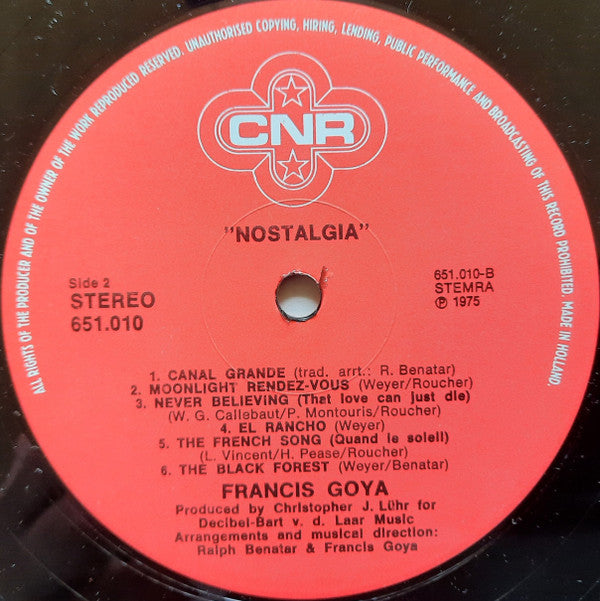 ALL RIGHTS OF THE PRODUCER AND OF THE OWNER OF THE WORK REPRODUCED RESERVED. UNAUTHORISED COPYING, HIRING, LENDING, PUBLIC PERFORMANCE AND BROADCASTING OF THIS RECORD PROHIBITED. MADE IN HOLLAND.
CNR
"NOSTALGIA"
Side 2
STEREO
651.010
651.010-B
STEMRA
℗ 1975
1. CANAL GRANDE (trad. arrt.: R. Benatar)
2. MOONLIGHT RENDEZ-VOUS (Weyer/Roucher)
3. NEVER BELIEVING (That love can just die)
(W. G. Callebaut/P. Montouris/Roucher)
4. EL RANCHO (Weyer)
5. THE FRENCH SONG (Quand le soleil)
(L. Vincent/H. Pease/Roucher)
6. THE BLACK FOREST (Weyer/Benatar)
FRANCIS GOYA
Produced by Christopher J. Lühr for
Decibel-Bart v. d. Laar Music
Arrangements and musical direction:
Ralph Benatar & Francis Goya